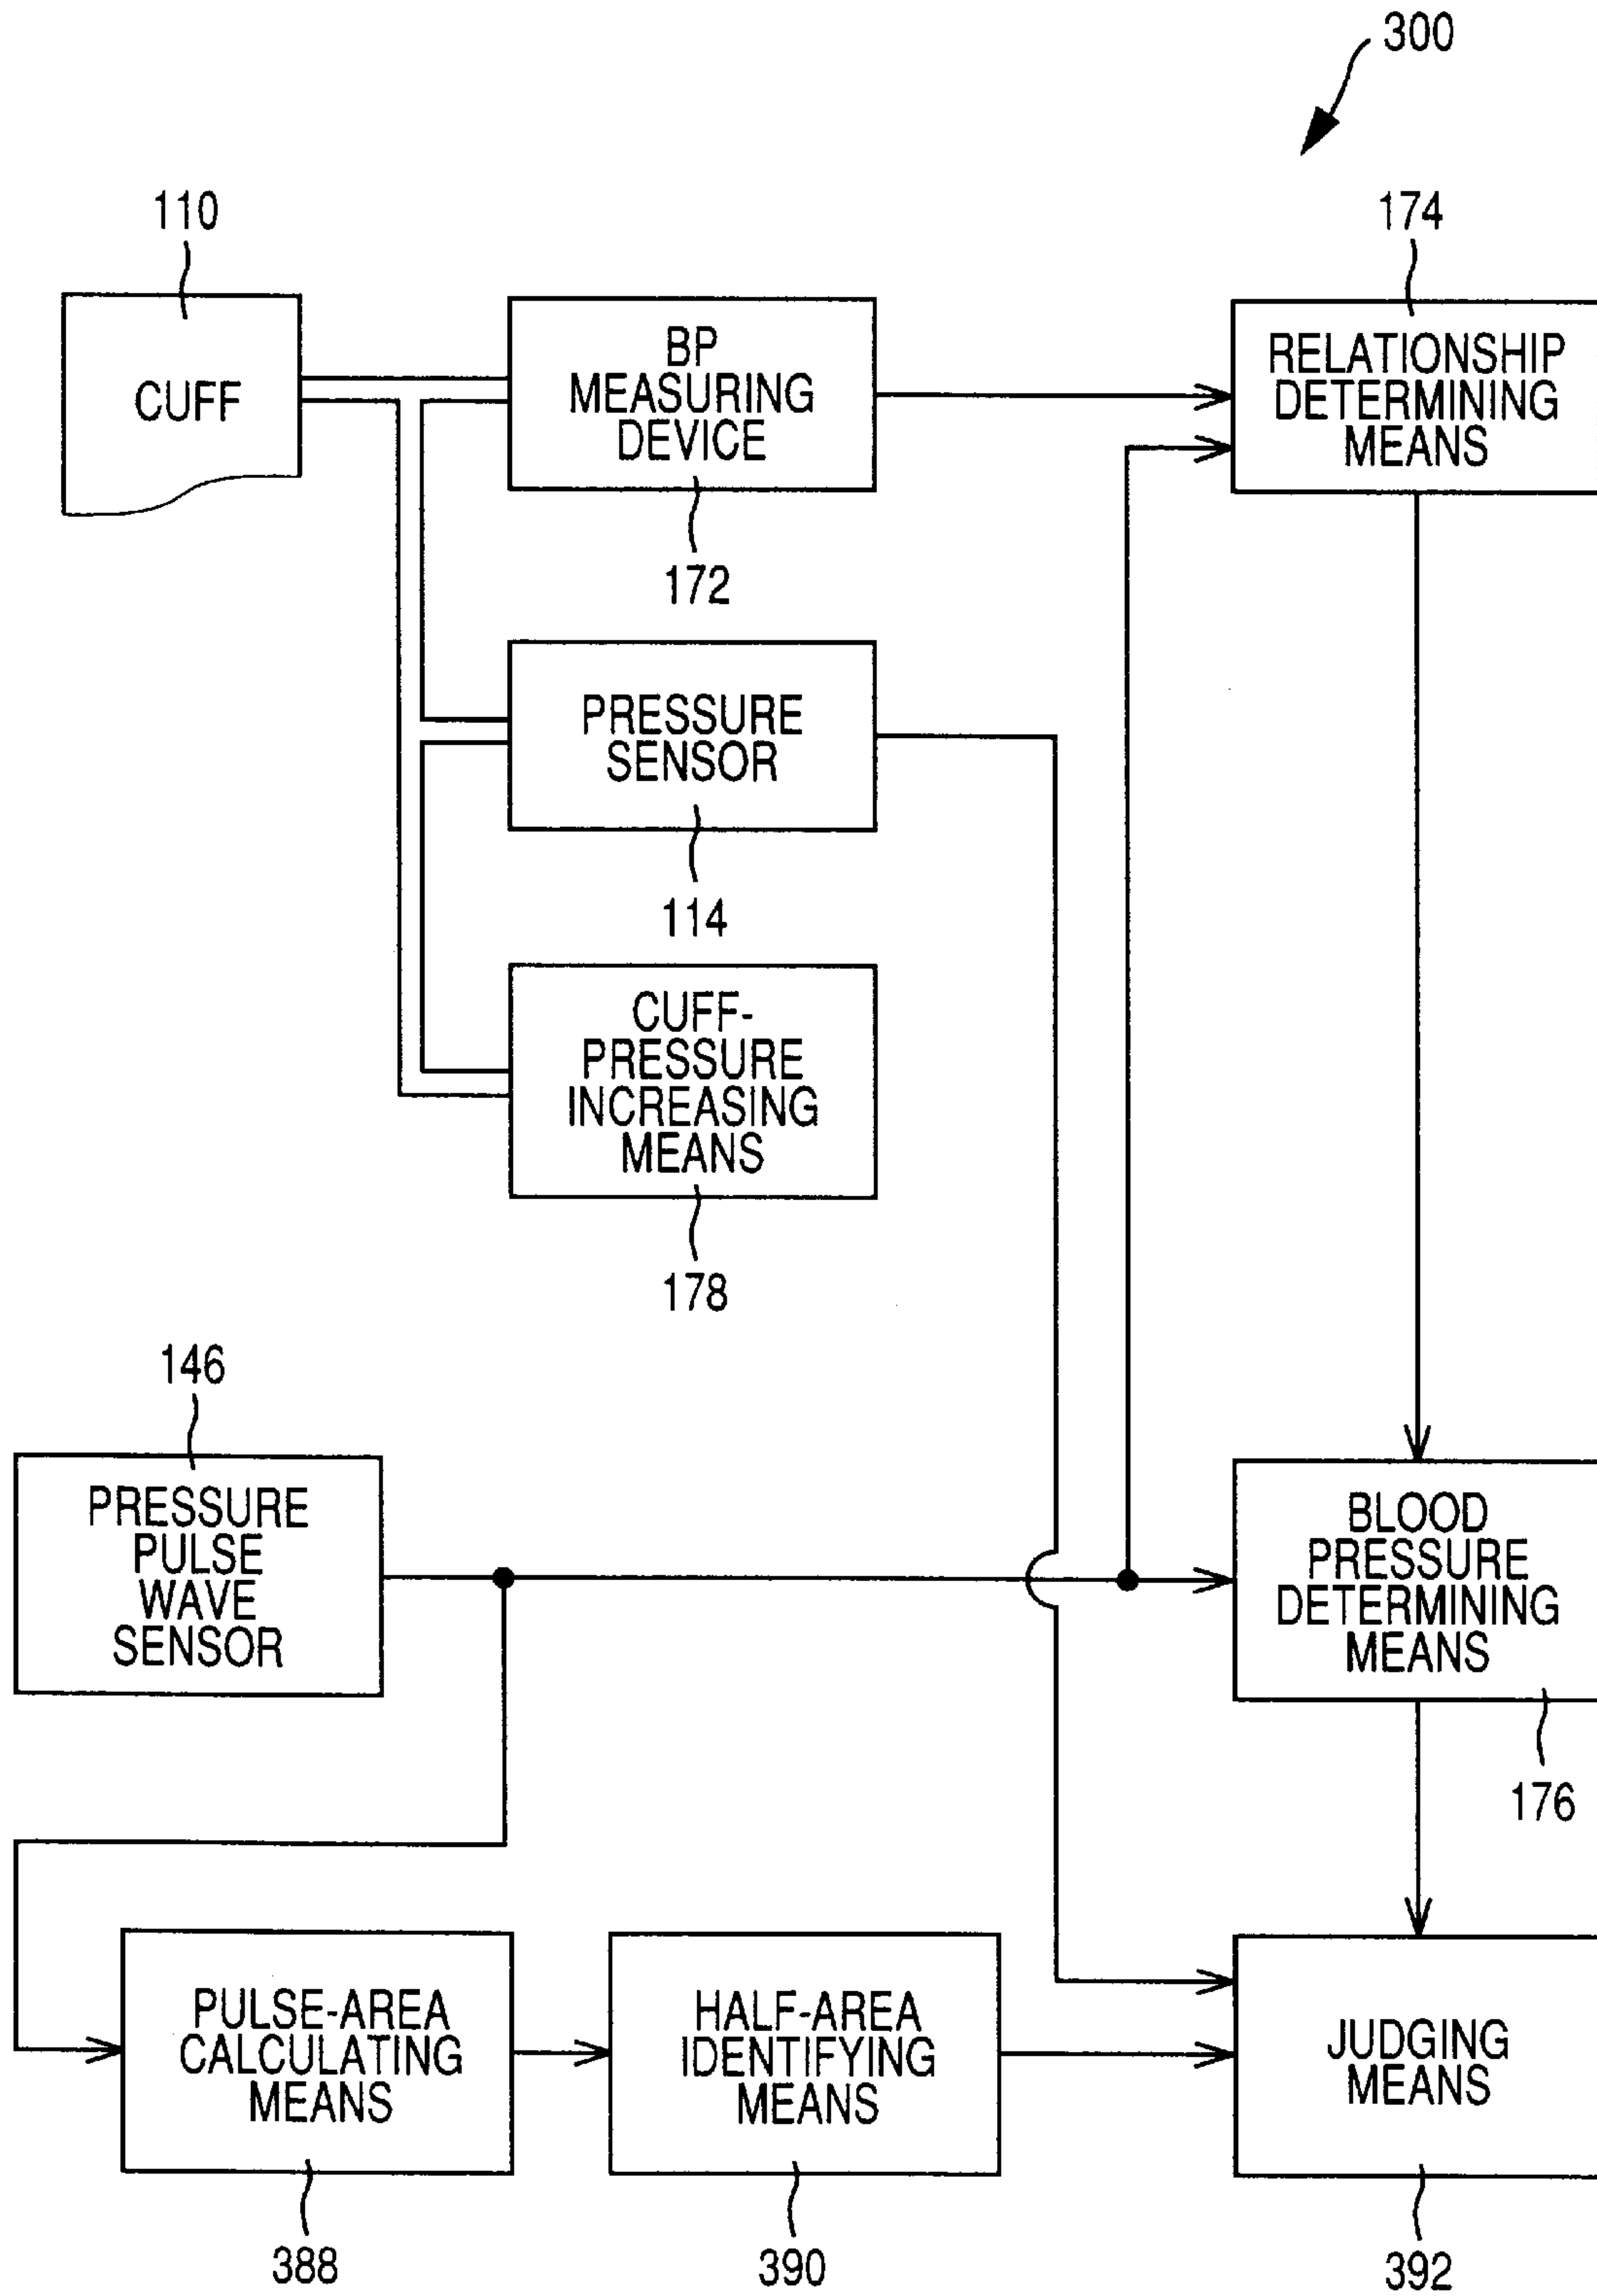 300
110
174
CUFF
BP
MEASURING
DEVICE
RELATIONSHIP
DETERMINING
MEANS
172
PRESSURE
SENSOR
114
CUFF-
PRESSURE
INCREASING
MEANS
178
146
PRESSURE
PULSE
WAVE
SENSOR
BLOOD
PRESSURE
DETERMINING
MEANS
176
PULSE-AREA
CALCULATING
MEANS
HALF-AREA
IDENTIFYING
MEANS
JUDGING
MEANS
388
390
392